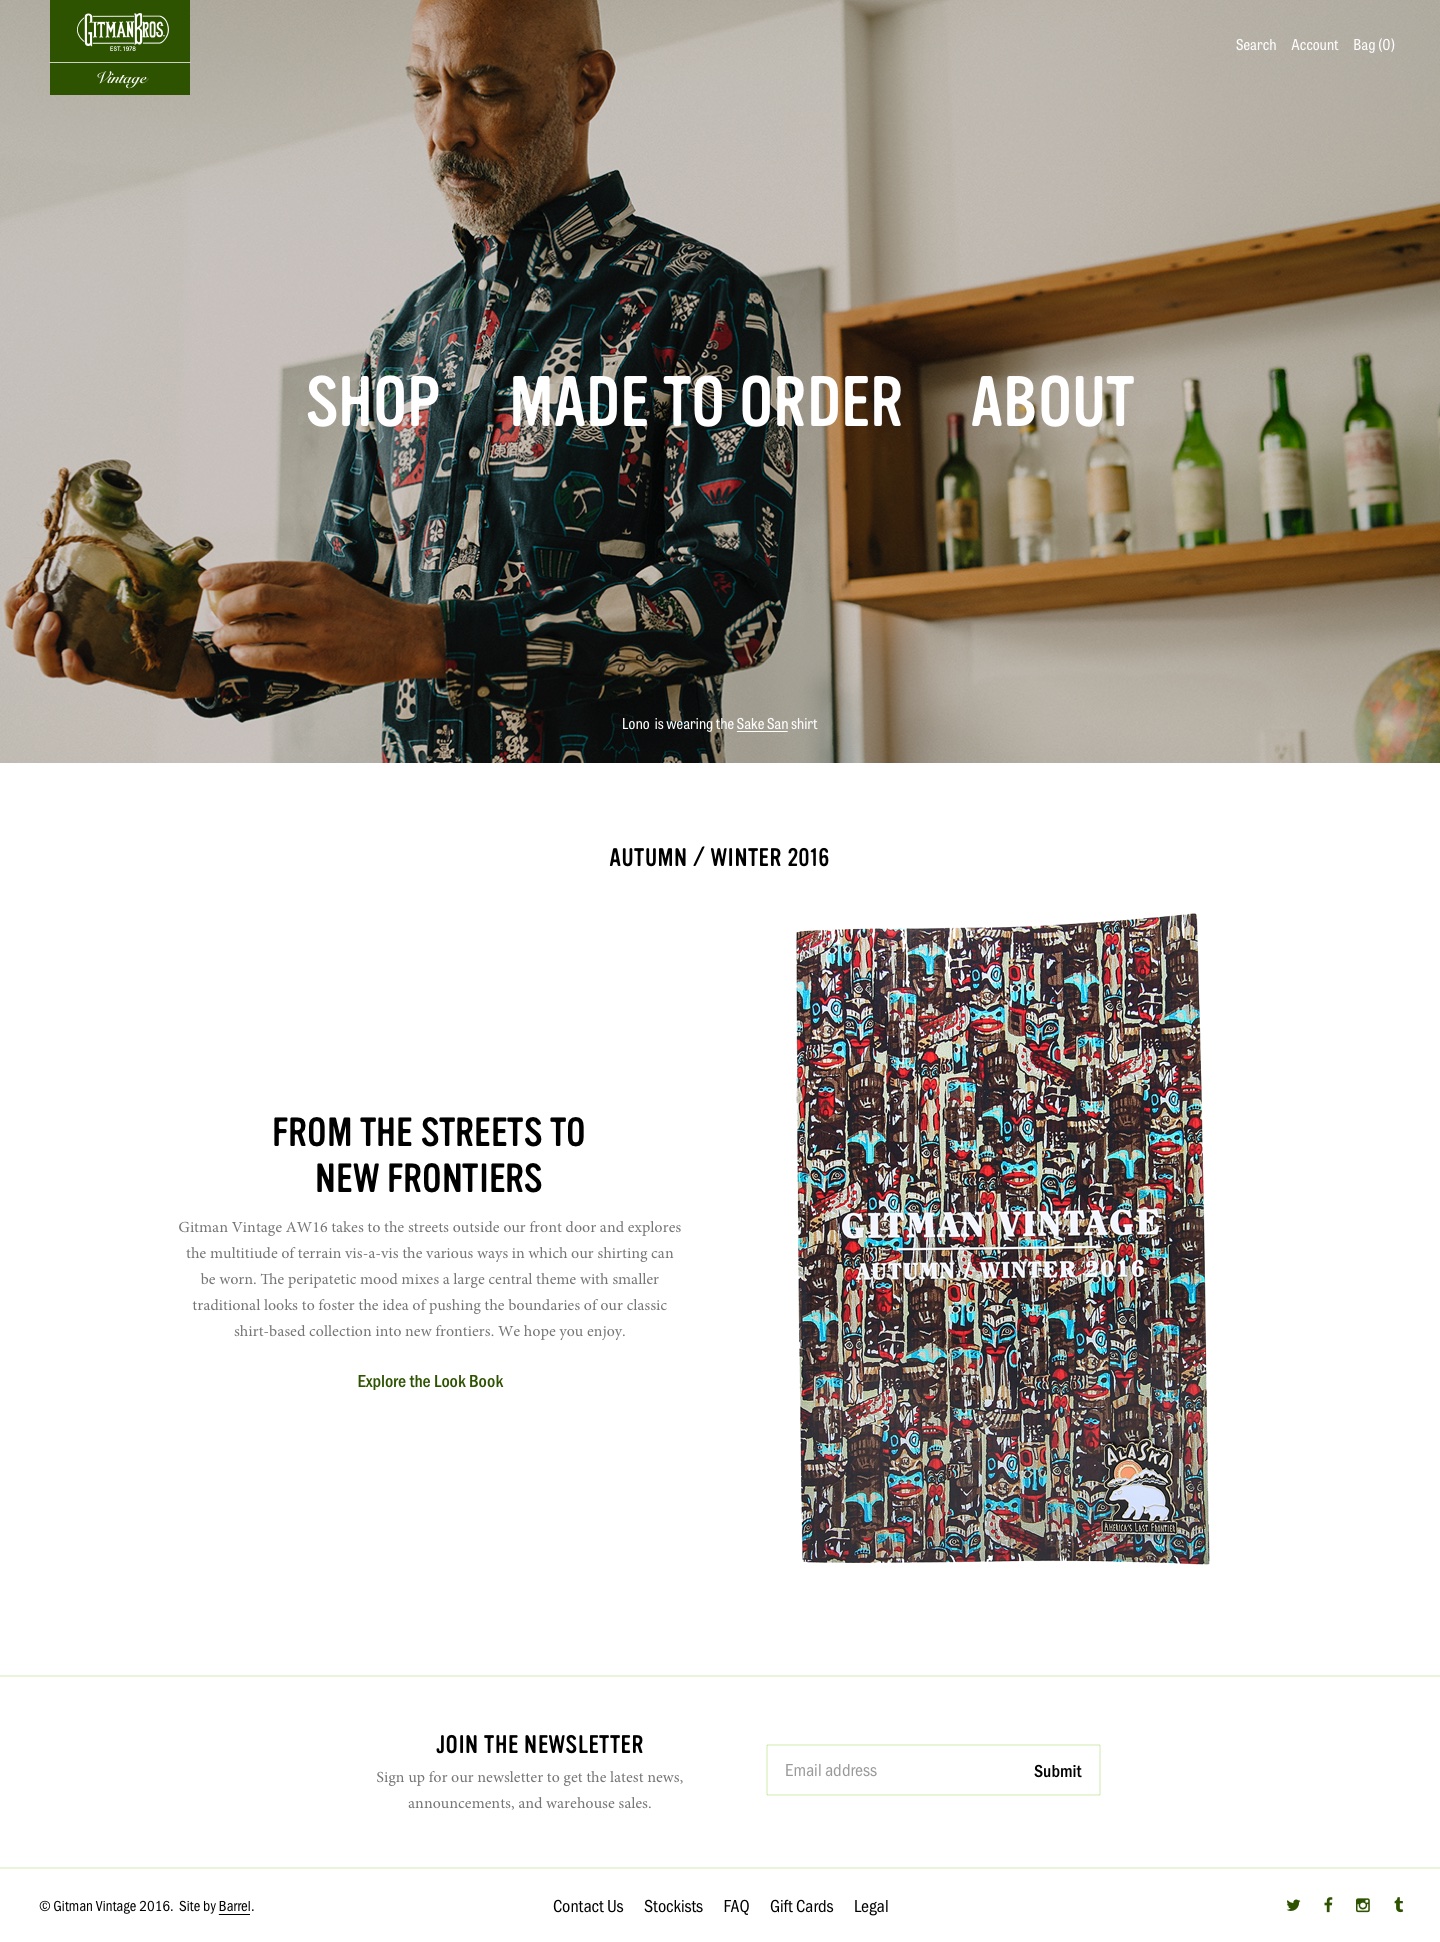 GITMAN BROS.
EST. 1978
Vintage
Search Account Bag (0)
SHOP MADE TO ORDER ABOUT
Lono is wearing the Sake San shirt
AUTUMN / WINTER 2016
FROM THE STREETS TO
NEW FRONTIERS
Gitman Vintage AW16 takes to the streets outside our front door and explores
the multitiude of terrain vis-a-vis the various ways in which our shirting can
be worn. The peripatetic mood mixes a large central theme with smaller
traditional looks to foster the idea of pushing the boundaries of our classic
shirt-based collection into new frontiers. We hope you enjoy.
Explore the Look Book
GITMAN VINTAGE
AUTUMN / WINTER 2016
ALASKA
AMERICA'S LAST FRONTIER
JOIN THE NEWSLETTER
Sign up for our newsletter to get the latest news,
announcements, and warehouse sales.
Email address Submit
© Gitman Vintage 2016. Site by Barrel.
Contact Us Stockists FAQ Gift Cards Legal